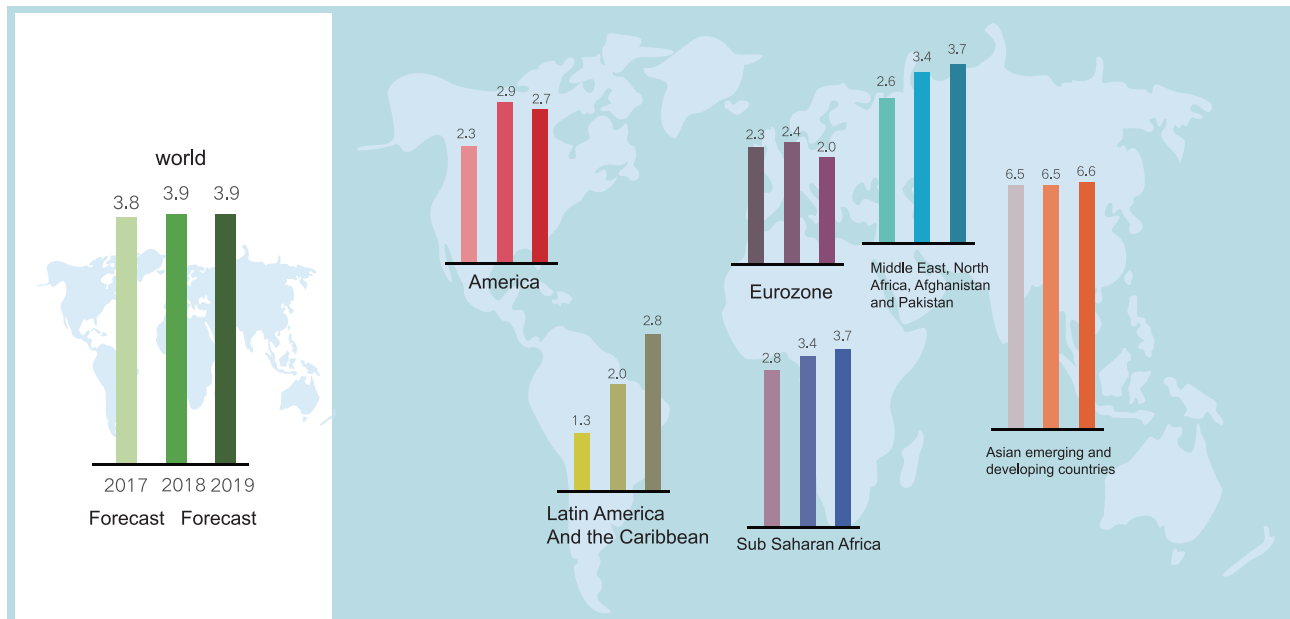 world
3.8 3.9 3.9
2017 2018 2019
Forecast Forecast
2.3 2.9 2.7
America
2.3 2.4 2.0
Eurozone
2.6 3.4 3.7
Middle East, North
Africa, Afghanistan
and Pakistan
6.5 6.5 6.6
Asian emerging and
developing countries
1.3 2.0 2.8
Latin America
And the Caribbean
2.8 3.4 3.7
Sub Saharan Africa